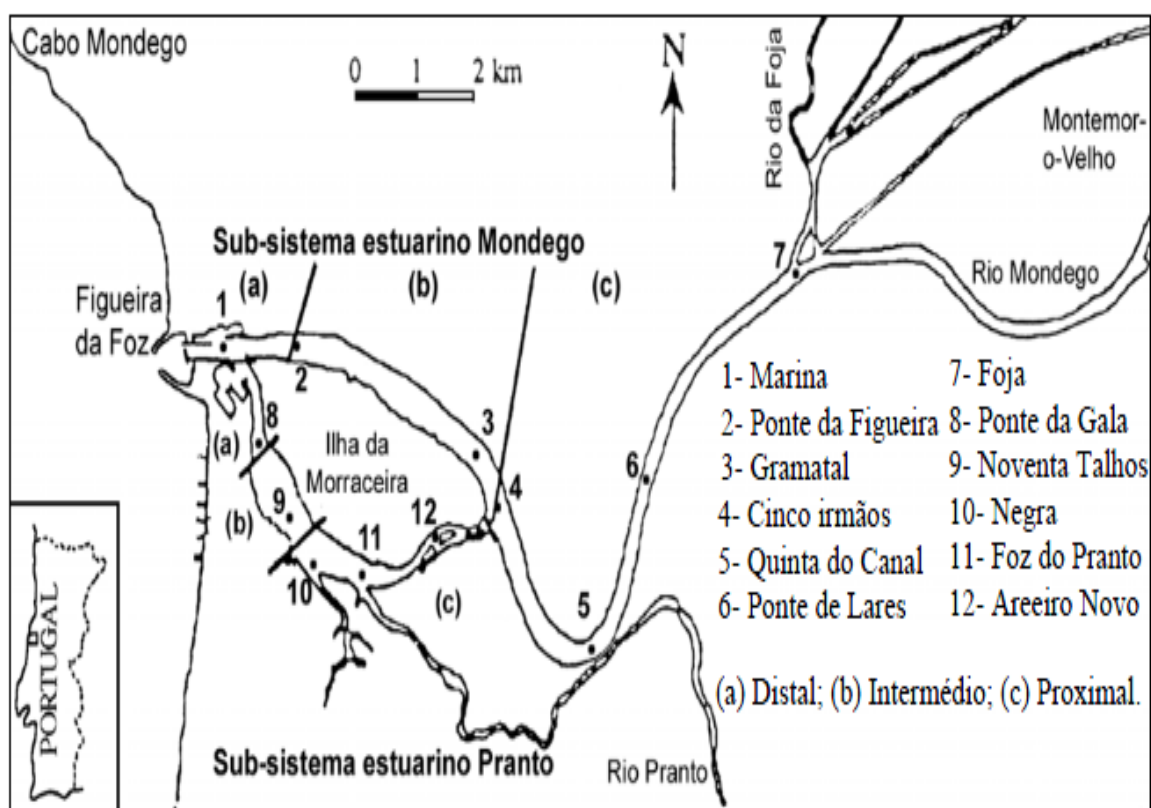 Cabo Mondego
0 1 2 km
N
Rio da Foja
Montemor-
o-Velho
Sub-sistema estuarino Mondego
(a) (b) (c)
7
Rio Mondego
Figueira
da Foz
1
2
3
8
(a)
Ilha da
Morraceira
4
6
9
12
(b)
11
10
(c)
5
1- Marina
2- Ponte da Figueira
3- Gramatal
4- Cinco irmãos
5- Quinta do Canal
6- Ponte de Lares
7- Foja
8- Ponte da Gala
9- Noventa Talhos
10- Negra
11- Foz do Pranto
12- Areeiro Novo
(a) Distal; (b) Intermédio; (c) Proximal.
Sub-sistema estuarino Pranto
Rio Pranto
PORTUGAL